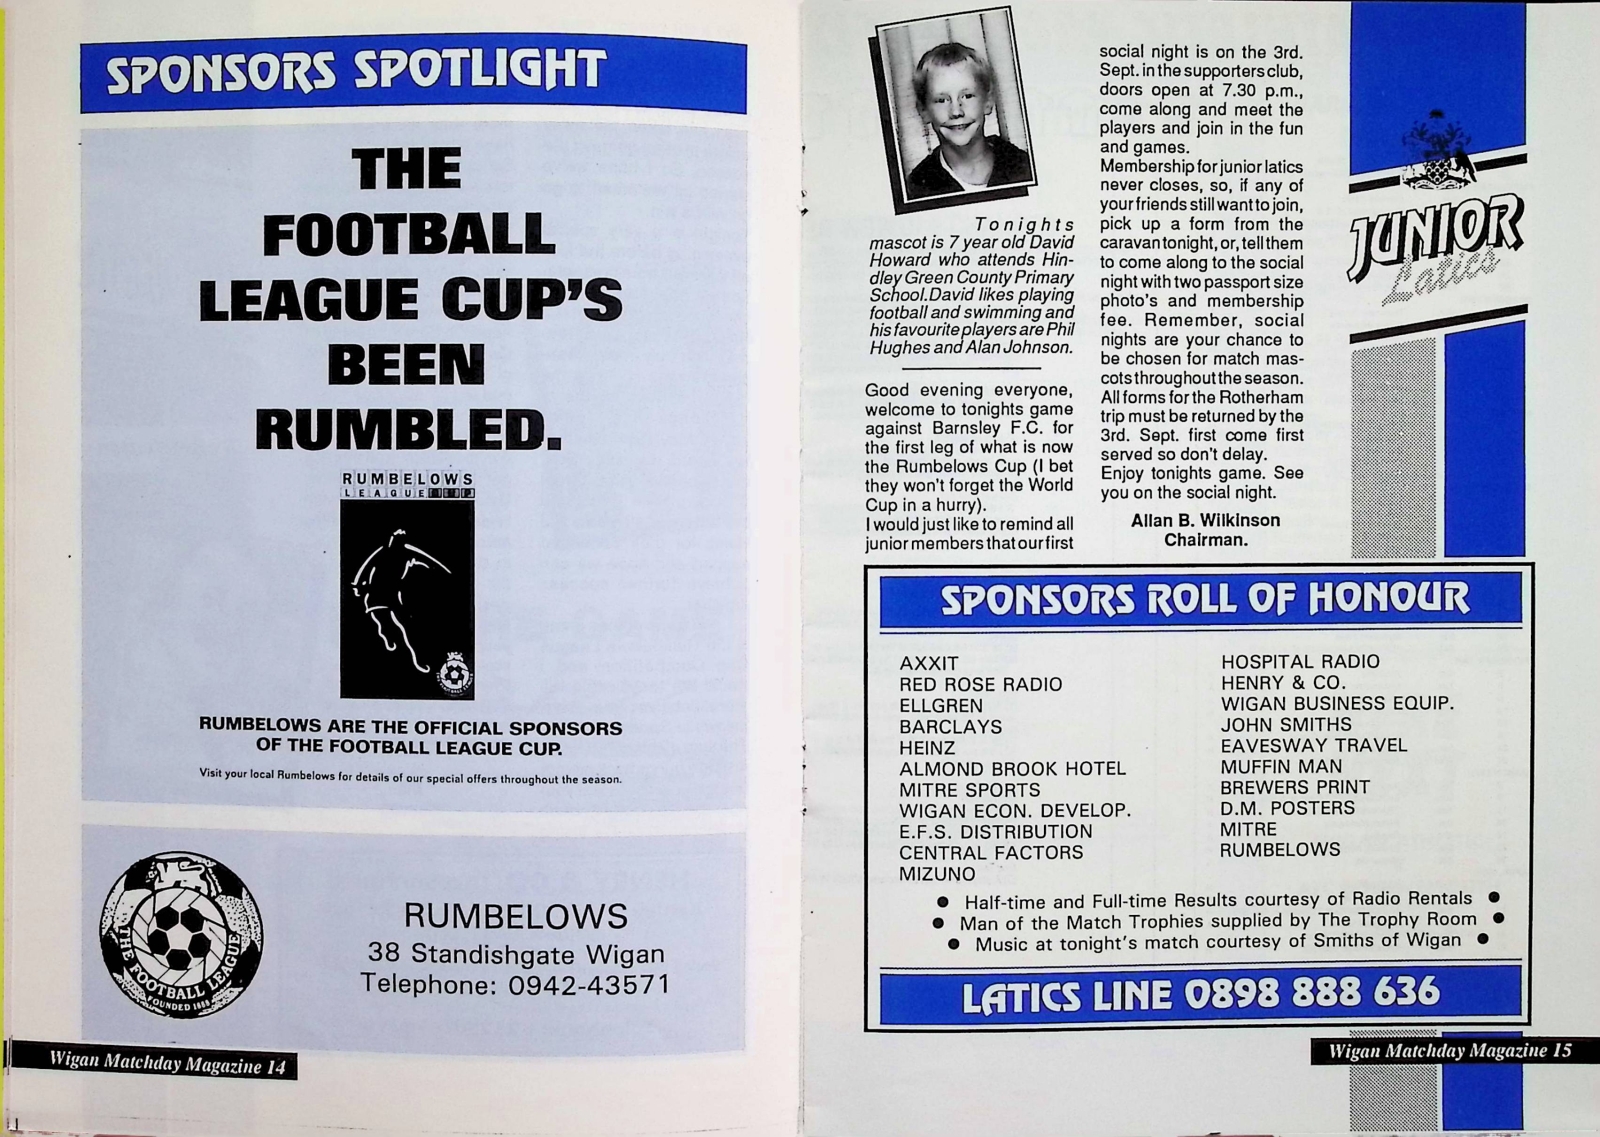 SPONSORS SPOTLIGHT
THE
FOOTBALL
LEAGUE CUP'S
BEEN
RUMBLED.
RUMBELOWS
LEAGUE CUP
RUMBELOWS ARE THE OFFICIAL SPONSORS
OF THE FOOTBALL LEAGUE CUP.
Visit your local Rumbelows for details of our special offers throughout the season.
THE FOOTBALL LEAGUE
FOUNDED 1888
RUMBELOWS
38 Standishgate Wigan
Telephone: 0942-43571
Wigan Matchday Magazine 14
Tonights
mascot is 7 year old David
Howard who attends Hin-
dley Green County Primary
School.David likes playing
football and swimming and
his favourite players are Phil
Hughes and Alan Johnson.
Good evening everyone,
welcome to tonights game
against Barnsley F.C. for
the first leg of what is now
the Rumbelows Cup (I bet
they won't forget the World
Cup in a hurry).
I would just like to remind all
junior members that our first
social night is on the 3rd.
Sept. in the supporters club,
doors open at 7.30 p.m.,
come along and meet the
players and join in the fun
and games.
Membership for junior latics
never closes, so, if any of
your friends still want to join,
pick up a form from the
caravan tonight, or, tell them
to come along to the social
night with two passport size
photo's and membership
fee. Remember, social
nights are your chance to
be chosen for match mas-
cots throughout the season.
All forms for the Rotherham
trip must be returned by the
3rd. Sept. first come first
served so don't delay.
Enjoy tonights game. See
you on the social night.
Allan B. Wilkinson
Chairman.
JUNIOR
Latics
SPONSORS ROLL OF HONOUR
AXXIT
RED ROSE RADIO
ELLGREN
BARCLAYS
HEINZ
ALMOND BROOK HOTEL
MITRE SPORTS
WIGAN ECON. DEVELOP.
E.F.S. DISTRIBUTION
CENTRAL FACTORS
MIZUNO
HOSPITAL RADIO
HENRY & CO.
WIGAN BUSINESS EQUIP.
JOHN SMITHS
EAVESWAY TRAVEL
MUFFIN MAN
BREWERS PRINT
D.M. POSTERS
MITRE
RUMBELOWS
● Half-time and Full-time Results courtesy of Radio Rentals ●
● Man of the Match Trophies supplied by The Trophy Room ●
● Music at tonight's match courtesy of Smiths of Wigan ●
LATICS LINE 0898 888 636
Wigan Matchday Magazine 15